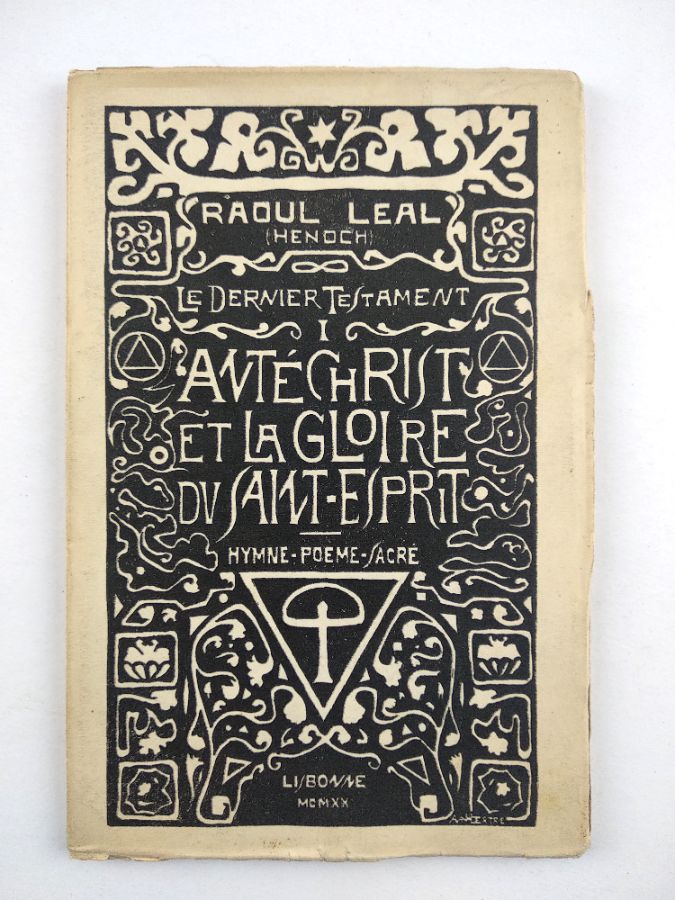 RAOUL LEAL
(HENOCH)
LE DERNIER TESTAMENT
I
ANTÉCHRIST
ET LA GLOIRE
DU SAINT-ESPRIT
HYMNE-POEME-SACRÉ
LISBONNE
MCMXX